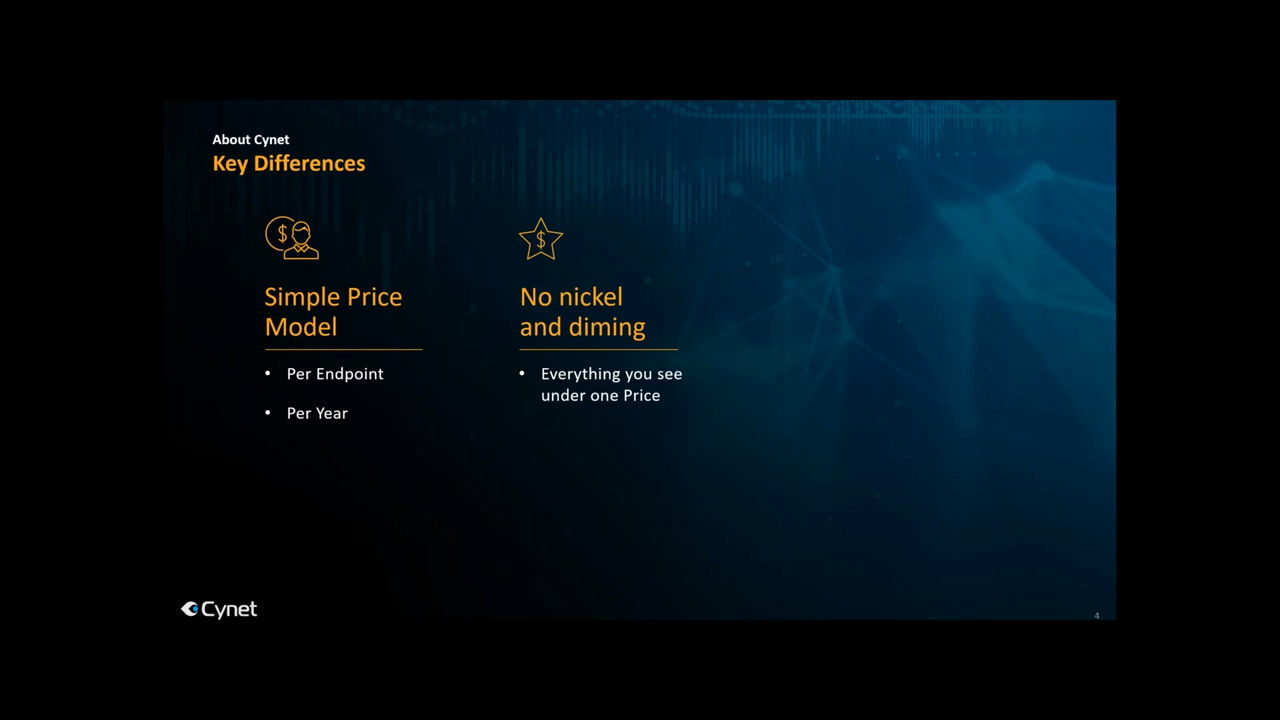 About Cynet
Key Differences
$
Simple Price
Model
• Per Endpoint
• Per Year
$
No nickel
and diming
• Everything you see
under one Price
Cynet
4